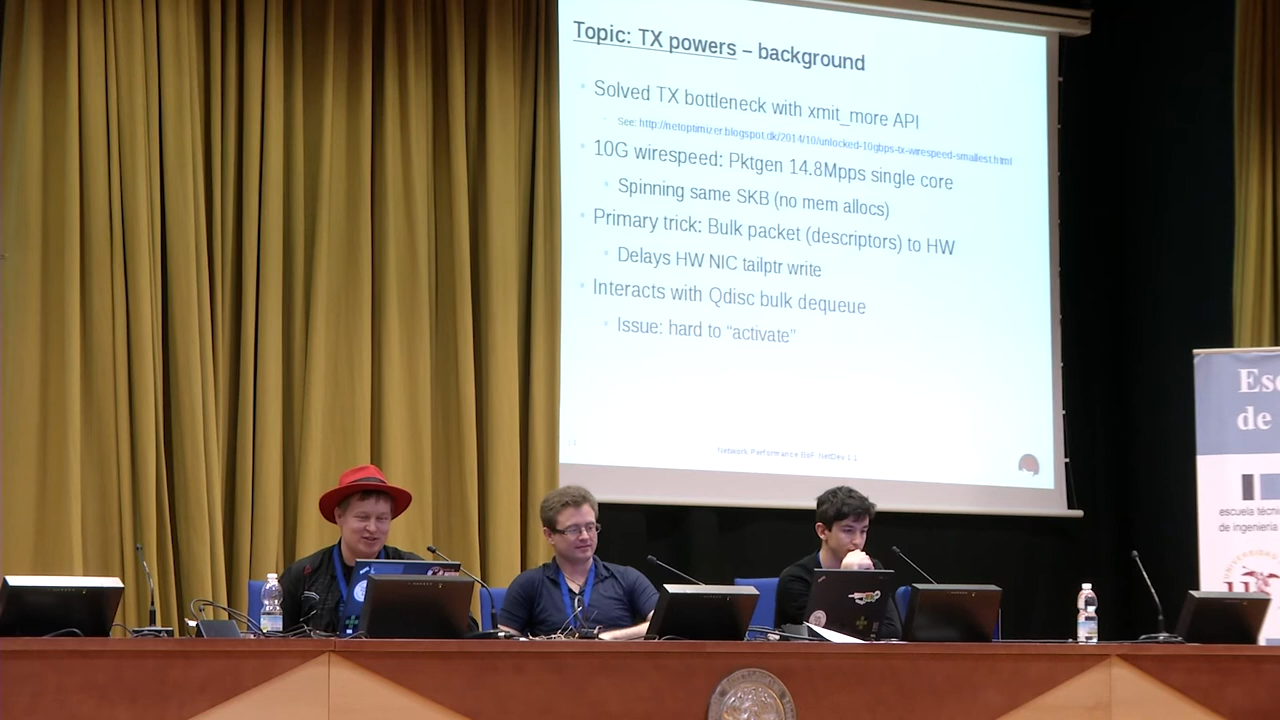 Topic: TX powers – background
Solved TX bottleneck with xmit_more API
See: http://netoptimizer.blogspot.dk/2014/10/unlocked-10gbps-tx-wirespeed-smallest.html
10G wirespeed: Pktgen 14.8Mpps single core
Spinning same SKB (no mem allocs)
Primary trick: Bulk packet (descriptors) to HW
Delays HW NIC tailptr write
Interacts with Qdisc bulk dequeue
Issue: hard to "activate"
Network Performance BoF, NetDev 1.1
Es
de
escuela técni
de ingeniería